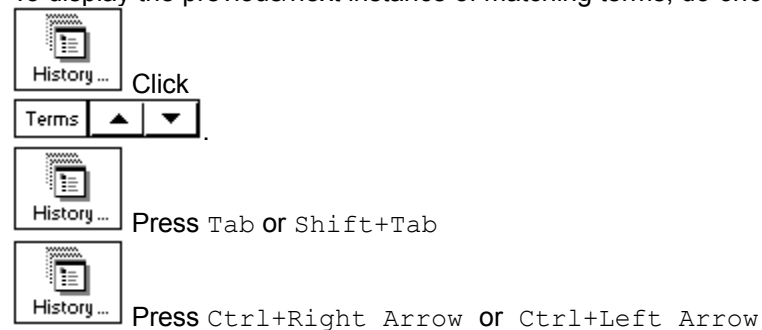 To display the previous/next instance of matching terms, do one
History ... Click
Terms .
History ... Press Tab or Shift+Tab
History ... Press Ctrl+Right Arrow or Ctrl+Left Arrow